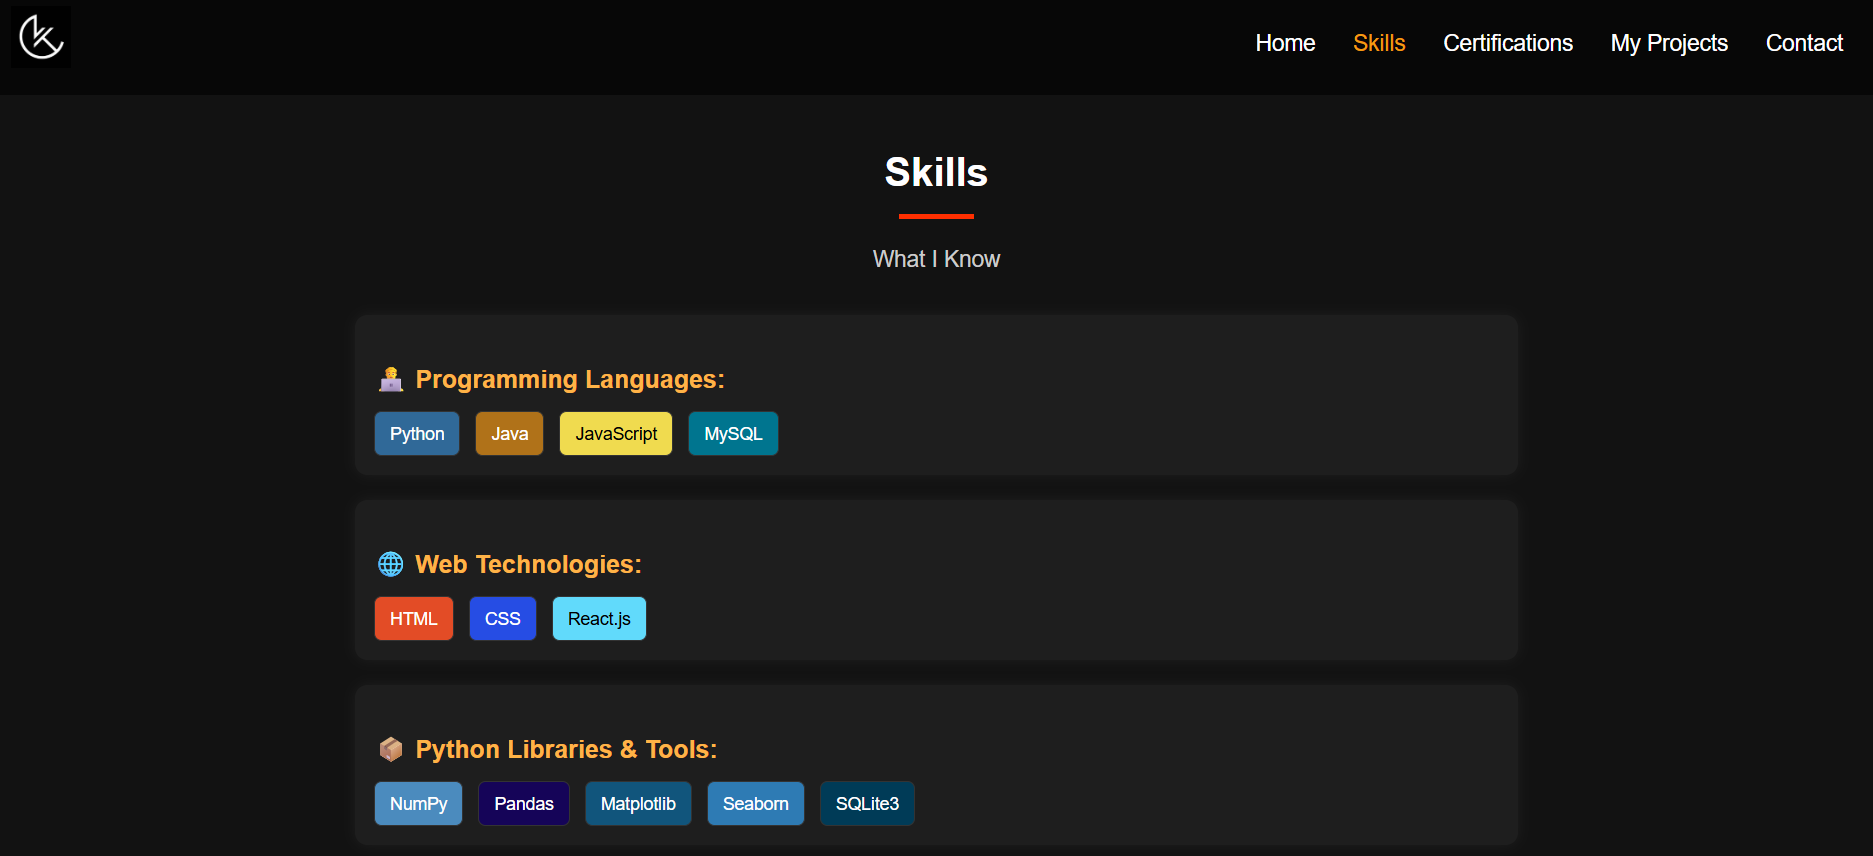 Home Skills Certifications My Projects Contact
Skills
What I Know
Programming Languages:
Python Java JavaScript MySQL
Web Technologies:
HTML CSS React.js
Python Libraries & Tools:
NumPy Pandas Matplotlib Seaborn SQLite3